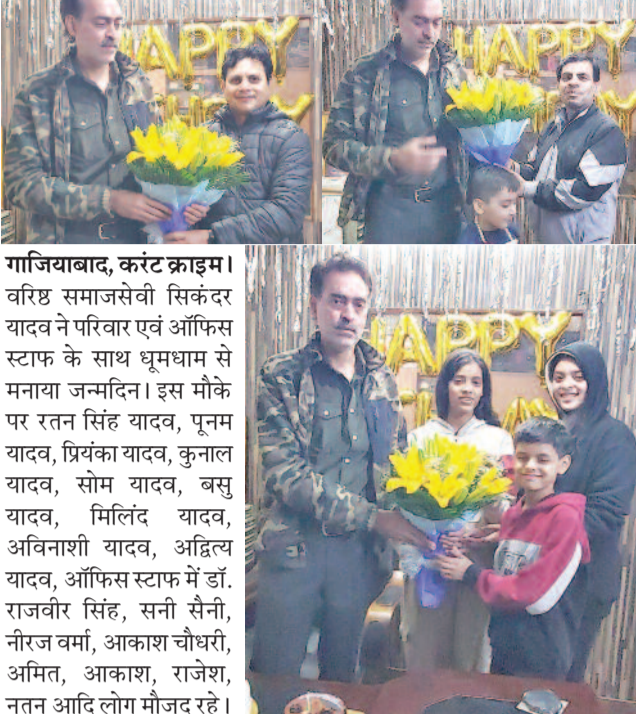 HAPPY
HAPPY
गाजियाबाद, करंट क्राइम।
वरिष्ठ समाजसेवी सिकंदर
यादव ने परिवार एवं ऑफिस
स्टाफ के साथ धूमधाम से
मनाया जन्मदिन। इस मौके
पर रतन सिंह यादव, पूनम
यादव, प्रियंका यादव, कुनाल
यादव, सोम यादव, बसु
यादव, मिलिंद यादव,
अविनाशी यादव, अद्वित्य
यादव, ऑफिस स्टाफ में डॉ.
राजवीर सिंह, सनी सैनी,
नीरज वर्मा, आकाश चौधरी,
अमित, आकाश, राजेश,
नूतन आदि लोग मौजूद रहे।
HAPPY